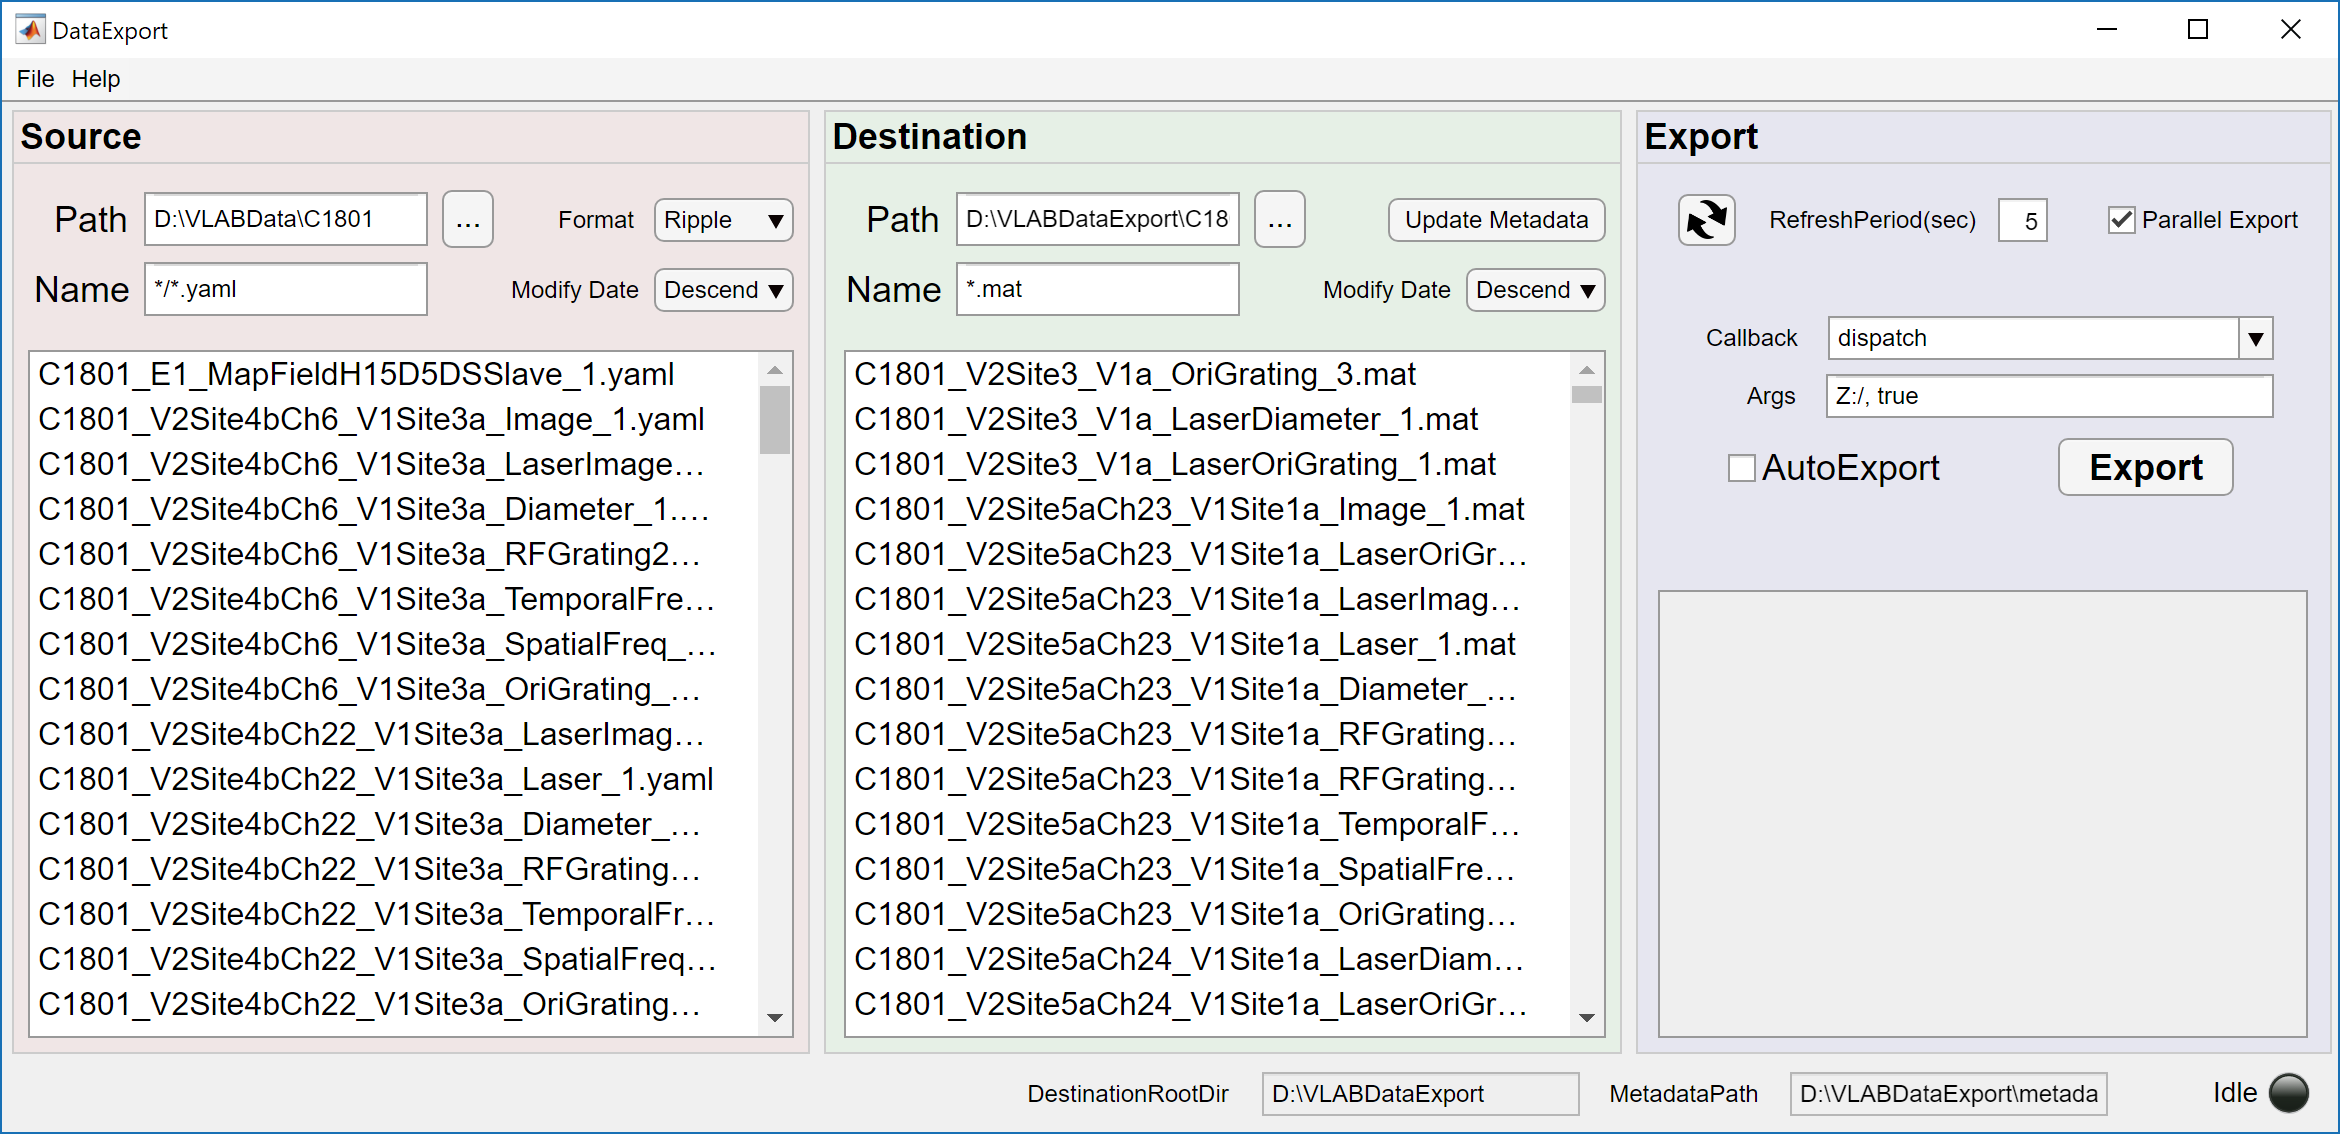 DataExport
File Help
Source
Path D:\VLABData\C1801 ... Format Ripple
Name */*.yaml Modify Date Descend
C1801_E1_MapFieldH15D5DSSlave_1.yaml
C1801_V2Site4bCh6_V1Site3a_Image_1.yaml
C1801_V2Site4bCh6_V1Site3a_LaserImage...
C1801_V2Site4bCh6_V1Site3a_Diameter_1....
C1801_V2Site4bCh6_V1Site3a_RFGrating2...
C1801_V2Site4bCh6_V1Site3a_TemporalFre...
C1801_V2Site4bCh6_V1Site3a_SpatialFreq_...
C1801_V2Site4bCh6_V1Site3a_OriGrating_...
C1801_V2Site4bCh22_V1Site3a_LaserImag...
C1801_V2Site4bCh22_V1Site3a_Laser_1.yaml
C1801_V2Site4bCh22_V1Site3a_Diameter_...
C1801_V2Site4bCh22_V1Site3a_RFGrating...
C1801_V2Site4bCh22_V1Site3a_TemporalFr...
C1801_V2Site4bCh22_V1Site3a_SpatialFreq...
C1801_V2Site4bCh22_V1Site3a_OriGrating...
Destination
Path D:\VLABDataExport\C18 ... Update Metadata
Name *.mat Modify Date Descend
C1801_V2Site3_V1a_OriGrating_3.mat
C1801_V2Site3_V1a_LaserDiameter_1.mat
C1801_V2Site3_V1a_LaserOriGrating_1.mat
C1801_V2Site5aCh23_V1Site1a_Image_1.mat
C1801_V2Site5aCh23_V1Site1a_LaserOriGr...
C1801_V2Site5aCh23_V1Site1a_LaserImag...
C1801_V2Site5aCh23_V1Site1a_Laser_1.mat
C1801_V2Site5aCh23_V1Site1a_Diameter_...
C1801_V2Site5aCh23_V1Site1a_RFGrating...
C1801_V2Site5aCh23_V1Site1a_RFGrating...
C1801_V2Site5aCh23_V1Site1a_TemporalF...
C1801_V2Site5aCh23_V1Site1a_SpatialFre...
C1801_V2Site5aCh23_V1Site1a_OriGrating...
C1801_V2Site5aCh24_V1Site1a_LaserDiam...
C1801_V2Site5aCh24_V1Site1a_LaserOriGr...
Export
RefreshPeriod(sec) 5 Parallel Export
Callback dispatch
Args Z:/, true
AutoExport Export
DestinationRootDir D:\VLABDataExport MetadataPath D:\VLABDataExport\metada Idle